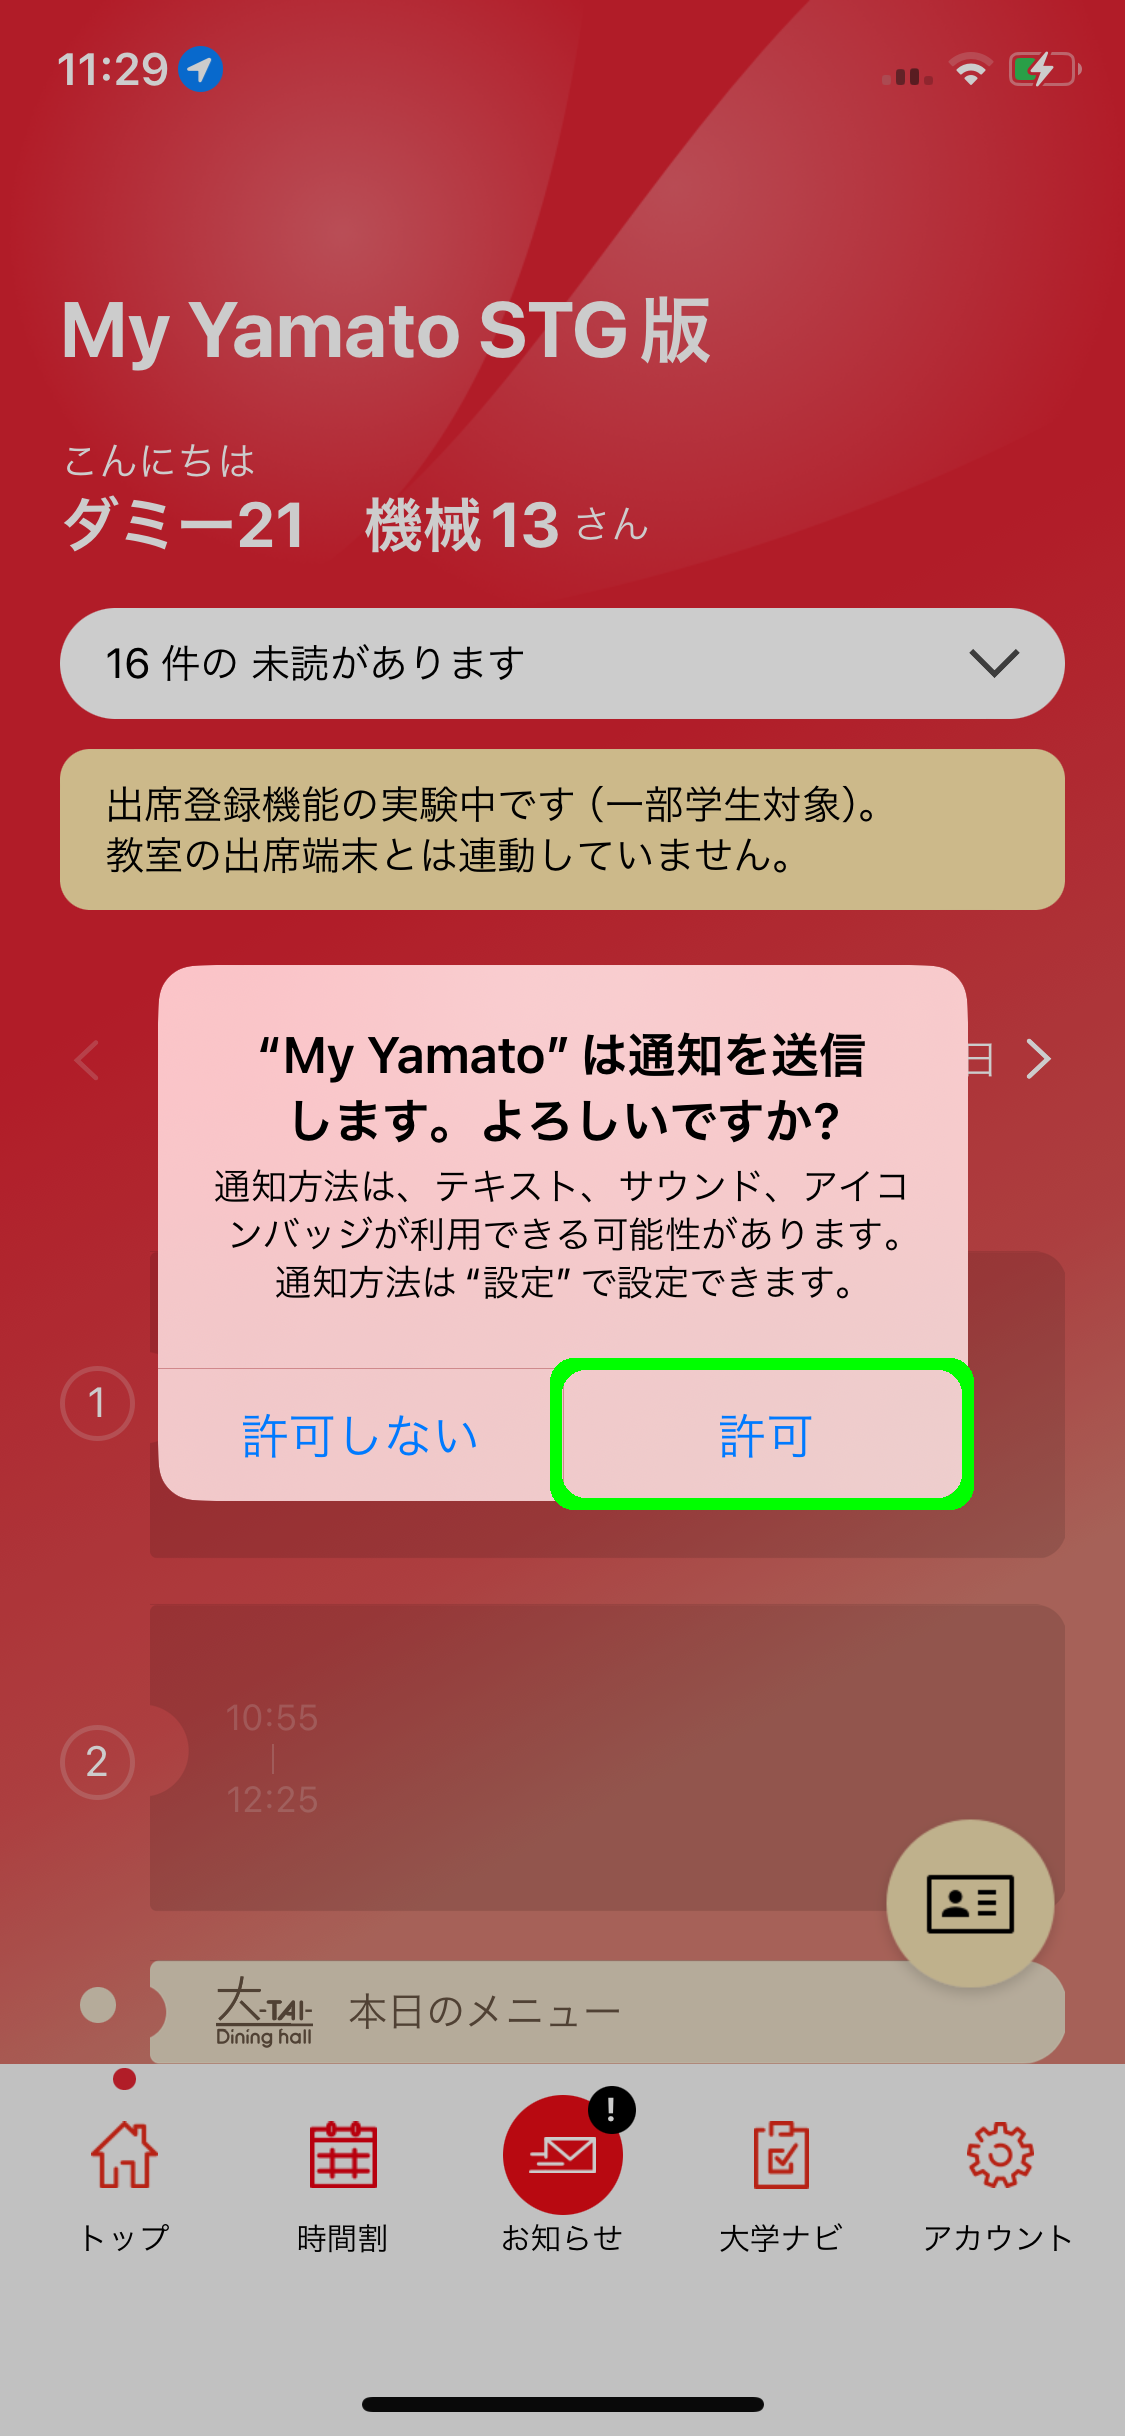 11:29
My Yamato STG版
こんにちは
ダミー21　機械13 さん
16 件の 未読があります
出席登録機能の実験中です（一部学生対象）。
教室の出席端末とは連動していません。
日
“My Yamato” は通知を送信
します。よろしいですか?
通知方法は、テキスト、サウンド、アイコ
ンバッジが利用できる可能性があります。
通知方法は “設定” で設定できます。
許可しない
許可
1
2
10:55
|
12:25
大-TAI-
Dining hall
本日のメニュー
!
トップ
時間割
お知らせ
大学ナビ
アカウント